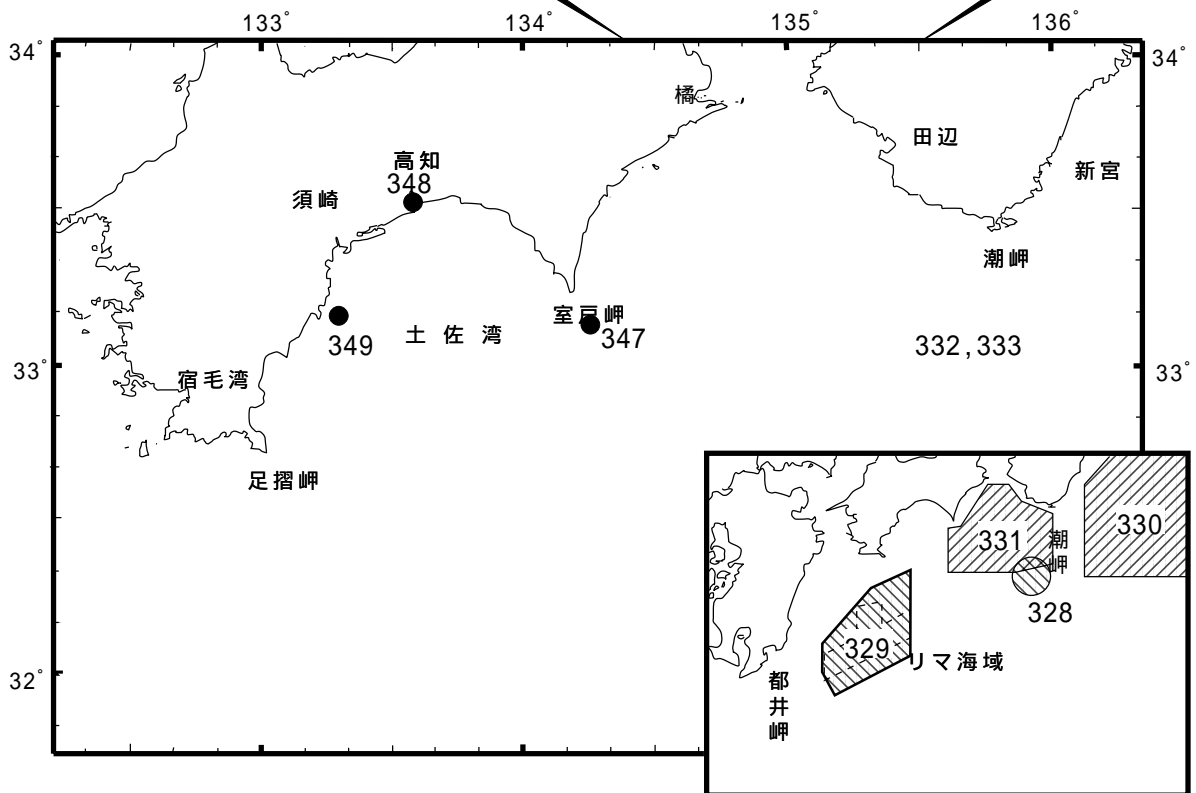 133°
134°
135°
136°
34°
34°
橘
田辺
高知
348
新宮
須崎
潮岬
室戸岬
347
土佐湾
349
332,333
33°
33°
宿毛湾
足摺岬
330
331
潮岬
328
329
リマ海域
32°
都井岬